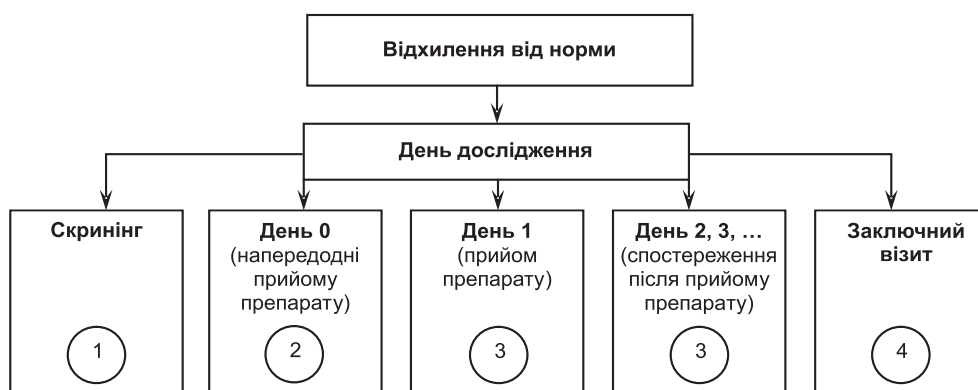 Відхилення від норми
День дослідження
Скринінг
1
День 0
(напередодні
прийому
препарату)
2
День 1
(прийом
препарату)
3
День 2, 3, …
(спостереження
після прийому
препарату)
3
Заключний
візит
4